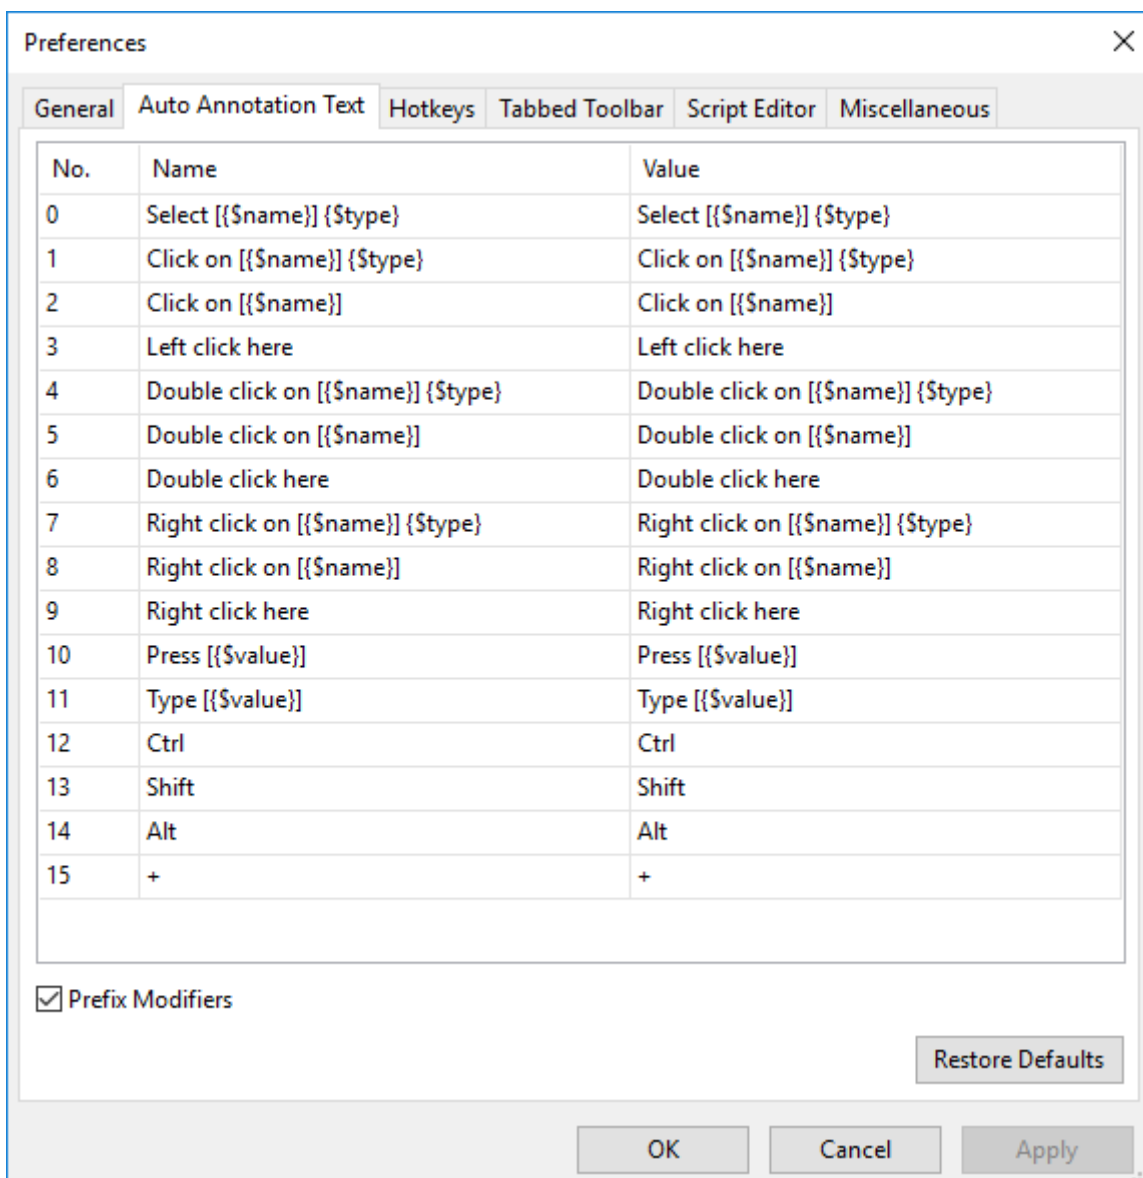 Preferences
General Auto Annotation Text Hotkeys Tabbed Toolbar Script Editor Miscellaneous
No. Name Value
0 Select [{$name}] {$type} Select [{$name}] {$type}
1 Click on [{$name}] {$type} Click on [{$name}] {$type}
2 Click on [{$name}] Click on [{$name}]
3 Left click here Left click here
4 Double click on [{$name}] {$type} Double click on [{$name}] {$type}
5 Double click on [{$name}] Double click on [{$name}]
6 Double click here Double click here
7 Right click on [{$name}] {$type} Right click on [{$name}] {$type}
8 Right click on [{$name}] Right click on [{$name}]
9 Right click here Right click here
10 Press [{$value}] Press [{$value}]
11 Type [{$value}] Type [{$value}]
12 Ctrl Ctrl
13 Shift Shift
14 Alt Alt
15 + +
Prefix Modifiers
Restore Defaults
OK Cancel Apply